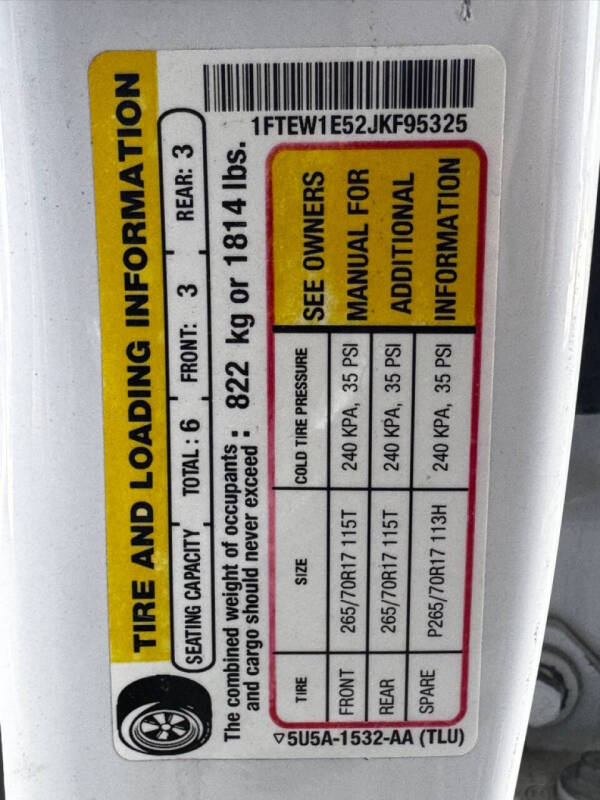 TIRE AND LOADING INFORMATION
1FTEW1E52JKF95325
SEATING CAPACITY TOTAL : 6 FRONT: 3 REAR: 3
The combined weight of occupants
and cargo should never exceed : 822 kg or 1814 lbs.
TIRE SIZE COLD TIRE PRESSURE
FRONT 265/70R17 115T 240 KPA, 35 PSI
REAR 265/70R17 115T 240 KPA, 35 PSI
SPARE P265/70R17 113H 240 KPA, 35 PSI
SEE OWNERS
MANUAL FOR
ADDITIONAL
INFORMATION
5U5A-1532-AA (TLU)